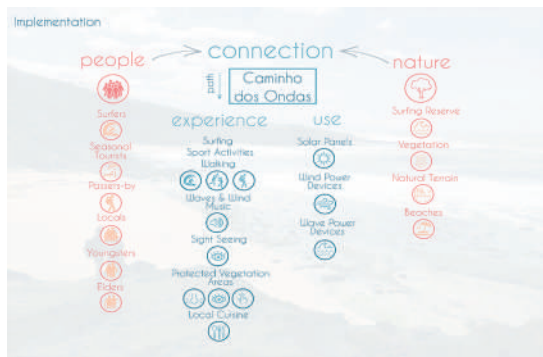 Implementation
people
connection
nature
path
Caminho
dos Ondas
experience
use
Surfers
Seasonal
Tourists
Passers-by
Locals
Youngsters
Elders
Surfing
Sport Activities
Walking
Waves & Wind
Music
Sight Seeing
Protected Vegetation
Areas
Local Cuisine
Solar Panels
Wind Power
Devices
Wave Power
Devices
Surfing Reserve
Vegetation
Natural Terrain
Beaches